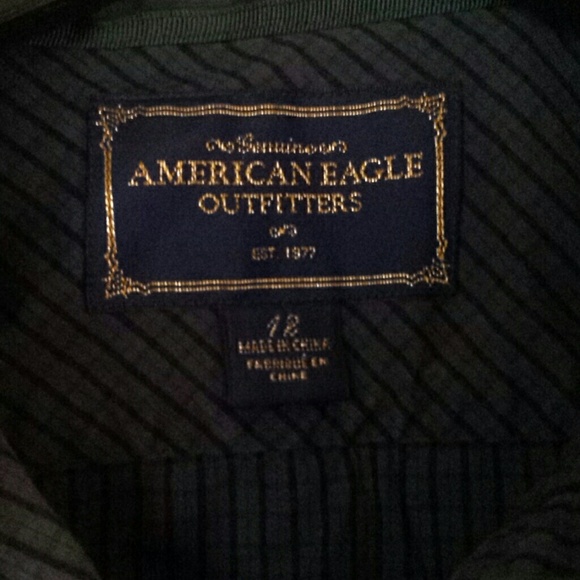 Genuine
AMERICAN EAGLE
OUTFITTERS
EST. 1977
12
MADE IN CHINA
FABRIQUÉ EN
CHINE